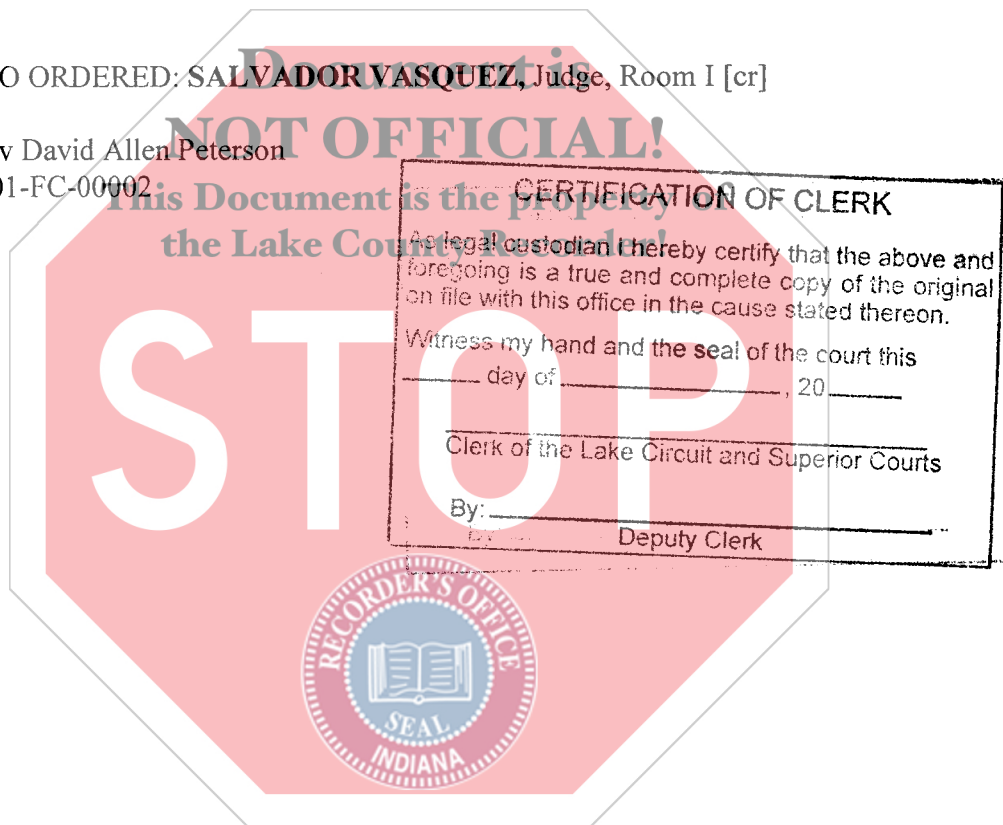 Document is
O ORDERED: SALVADOR VASQUEZ, Judge, Room I [cr]
NOT OFFICIAL!
v David Allen Peterson
01-FC-00002
This Document is the property of
the Lake County Recorder!
CERTIFICATION OF CLERK
As legal custodian I hereby certify that the above and
foregoing is a true and complete copy of the original
on file with this office in the cause stated thereon.
Witness my hand and the seal of the court this
day of , 20
Clerk of the Lake Circuit and Superior Courts
By:
Deputy Clerk
STOP
RECORDER'S OFFICE
SEAL
INDIANA